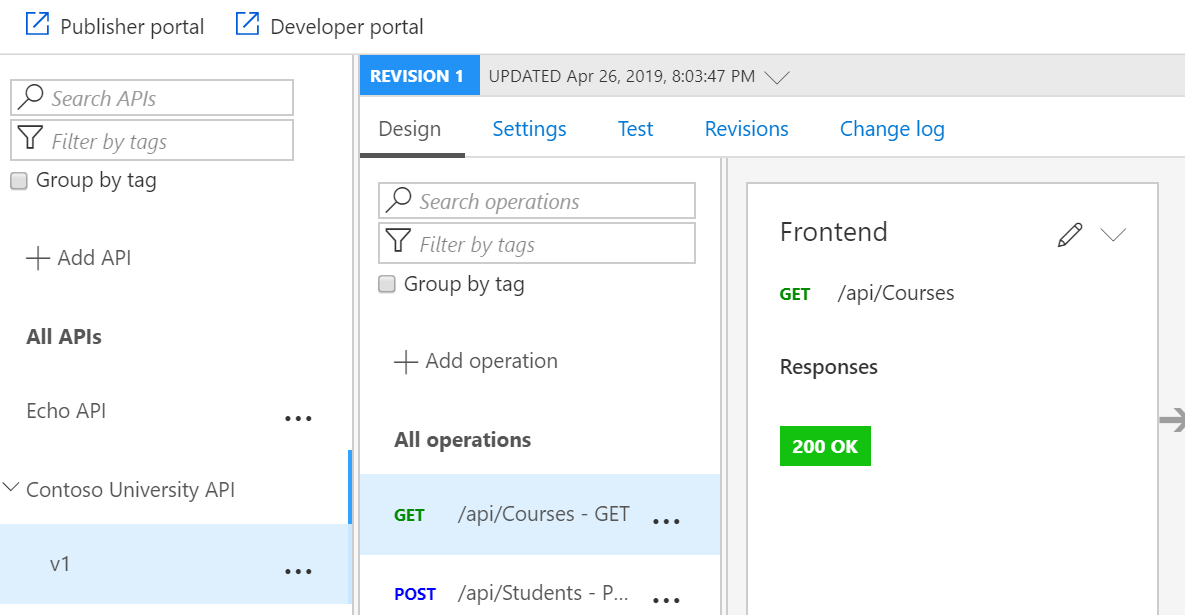 Publisher portal
Developer portal
Search APIs
Filter by tags
Group by tag
Add API
All APIs
Echo API
...
Contoso University API
v1
...
REVISION 1
UPDATED Apr 26, 2019, 8:03:47 PM
Design
Settings
Test
Revisions
Change log
Search operations
Filter by tags
Group by tag
Add operation
All operations
GET /api/Courses - GET ...
POST /api/Students - P... ...
Frontend
GET /api/Courses
Responses
200 OK